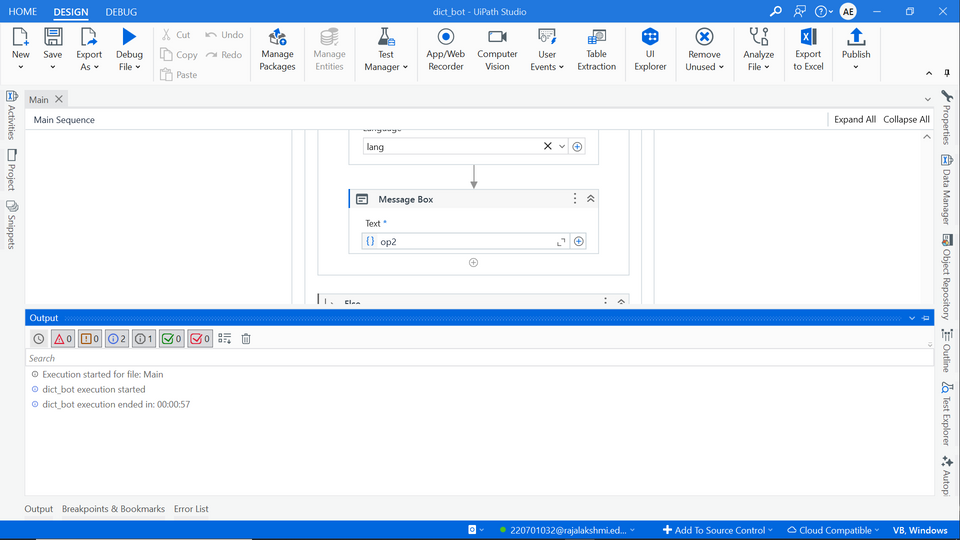 HOME DESIGN DEBUG
dict_bot - UiPath Studio
AE
New Save Export As Debug File
Cut Copy Paste
Undo Redo
Manage Packages
Manage Entities
Test Manager
App/Web Recorder
Computer Vision
User Events
Table Extraction
UI Explorer
Remove Unused
Analyze File
Export to Excel
Publish
Main
Main Sequence
Expand All Collapse All
Activities
Project
Snippets
Properties
Data Manager
Object Repository
Outline
Test Explorer
Autopi
Language
lang
Message Box
Text *
op2
Else
Output
0 0 2 1 0 0
Search
Execution started for file: Main
dict_bot execution started
dict_bot execution ended in: 00:00:57
Output Breakpoints & Bookmarks Error List
220701032@rajalakshmi.ed... Add To Source Control Cloud Compatible VB, Windows